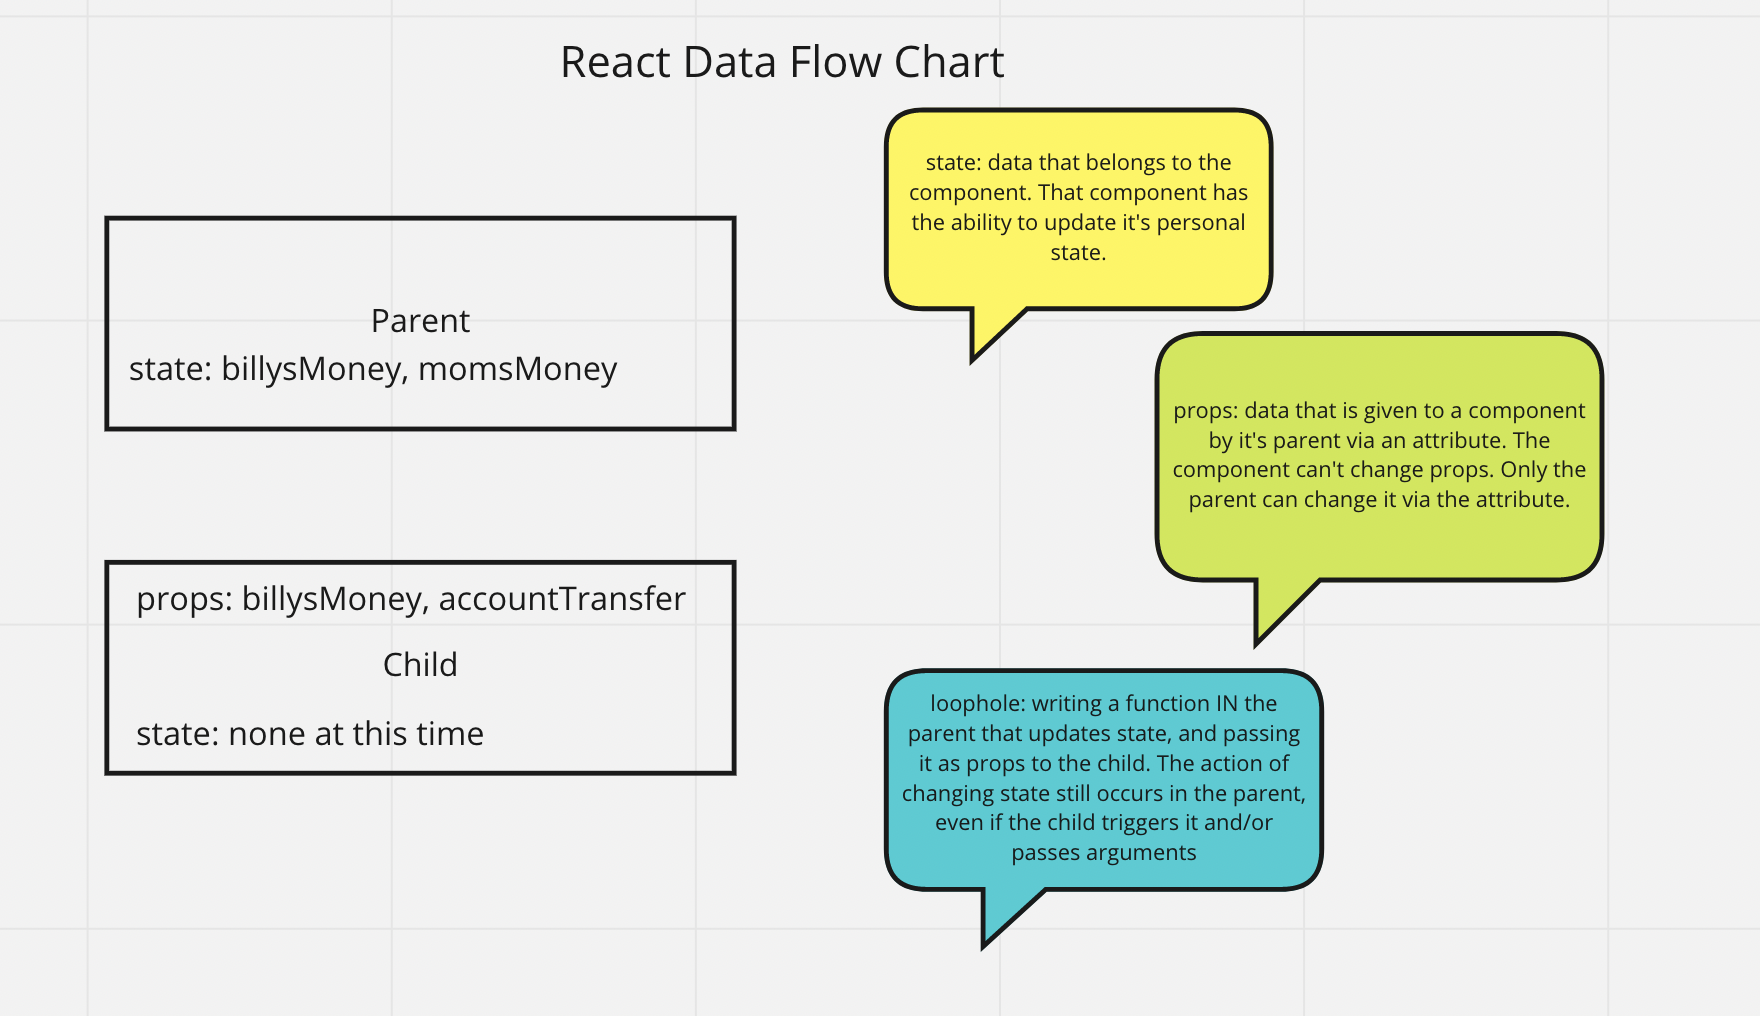 React Data Flow Chart
state: data that belongs to the
component. That component has
the ability to update it's personal
state.
Parent
state: billysMoney, momsMoney
props: data that is given to a component
by it's parent via an attribute. The
component can't change props. Only the
parent can change it via the attribute.
props: billysMoney, accountTransfer
Child
state: none at this time
loophole: writing a function IN the
parent that updates state, and passing
it as props to the child. The action of
changing state still occurs in the parent,
even if the child triggers it and/or
passes arguments